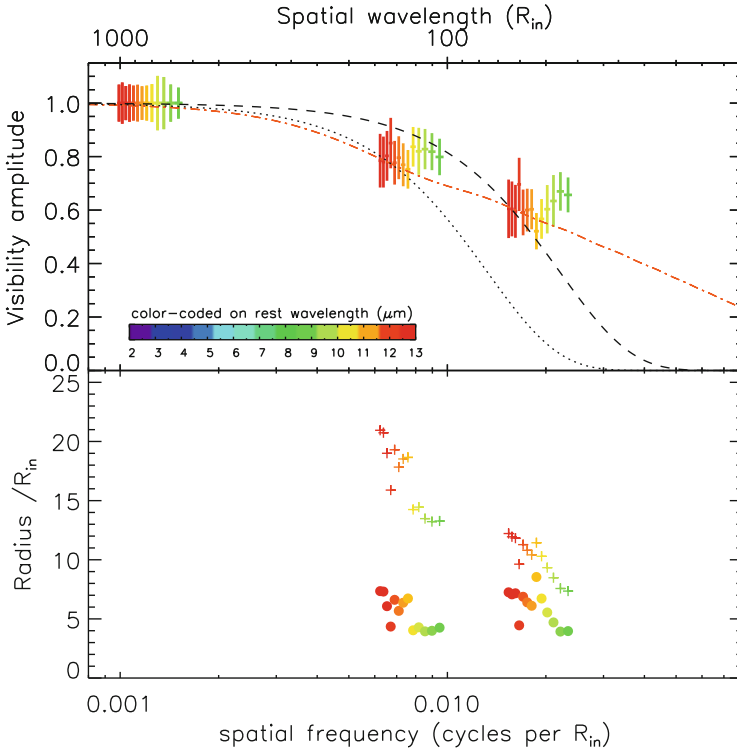 Spatial wavelength (R_in)
1000 100
Visibility amplitude
1.0
0.8
0.6
0.4
0.2
0.0
color-coded on rest wavelength (μm)
2 3 4 5 6 7 8 9 10 11 12 13
Radius /R_in
25
20
15
10
5
0
0.001 0.010
spatial frequency (cycles per R_in)